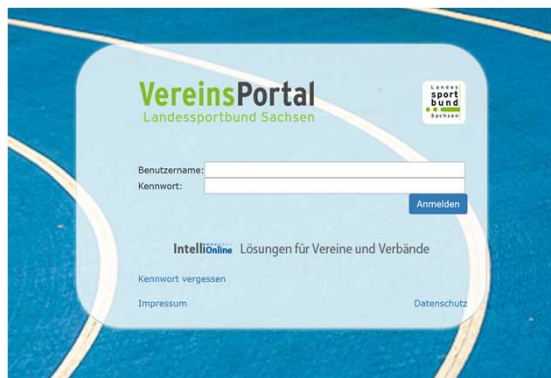 VereinsPortal
Landessportbund Sachsen
Landes
sport
bund
Sachsen
Benutzername:
Kennwort:
Anmelden
IntelliOnline Lösungen für Vereine und Verbände
Kennwort vergessen
Impressum
Datenschutz